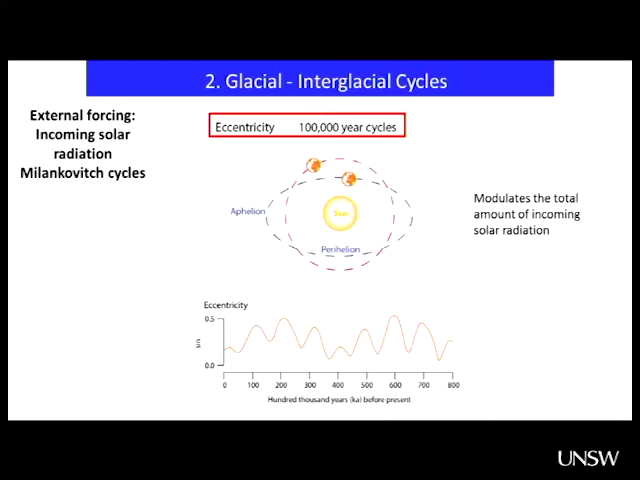 2. Glacial - Interglacial Cycles
External forcing:
Incoming solar
radiation
Milankovitch cycles
Eccentricity 100,000 year cycles
Aphelion
Sun
Perihelion
Modulates the total
amount of incoming
solar radiation
Eccentricity
0.5
0.0
0 100 200 300 400 500 600 700 800
Hundred thousand years (ka) before present
UNSW